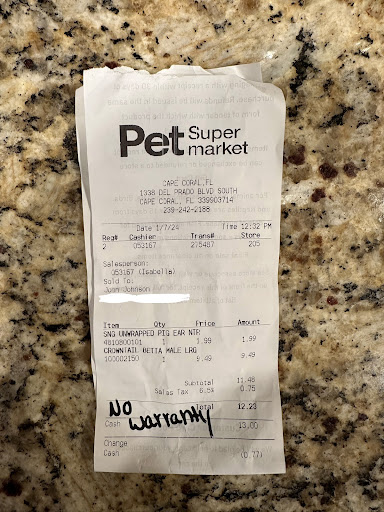 Pet Super
market
CAPE CORAL, FL
1338 DEL PRADO BLVD SOUTH
CAPE CORAL, FL 339903714
239-242-2188
Date 1/7/24 Time 12:32 PM
Reg# Cashier Trans# Store
2 053167 275487 205
Salesperson:
053167 (Isabella)
Sold To:
Johnson
Item Qty Price Amount
SNG UNWRAPPED PIG EAR NTR
4810800101 1 1.99 1.99
CROWNTAIL BETTA MALE LRG
100002150 1 9.49 9.49
Subtotal 11.48
Sales Tax 6.5% 0.75
Total 12.23
No
Cash Warranty 13.00
Change
Cash (0.77)